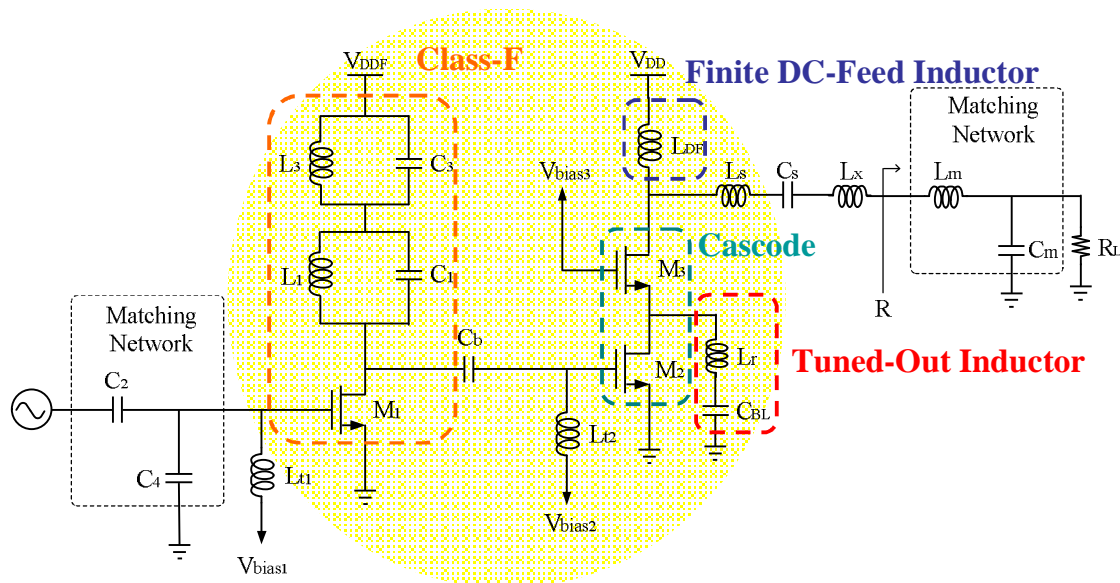 Class-F
Finite DC-Feed Inductor
VDDF
VDD
Matching
Network
L3
C3
LDF
Vbias3
Ls
Cs
Lx
Lm
Cascode
L1
C1
M3
Cm
RL
R
Matching
Network
Cb
Tuned-Out Inductor
Lr
M2
C2
M1
CBL
Lt2
C4
Lt1
Vbias2
Vbias1